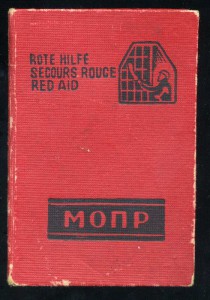 ROTE HILFE
SECOURS ROUGE
RED AID
МОПР